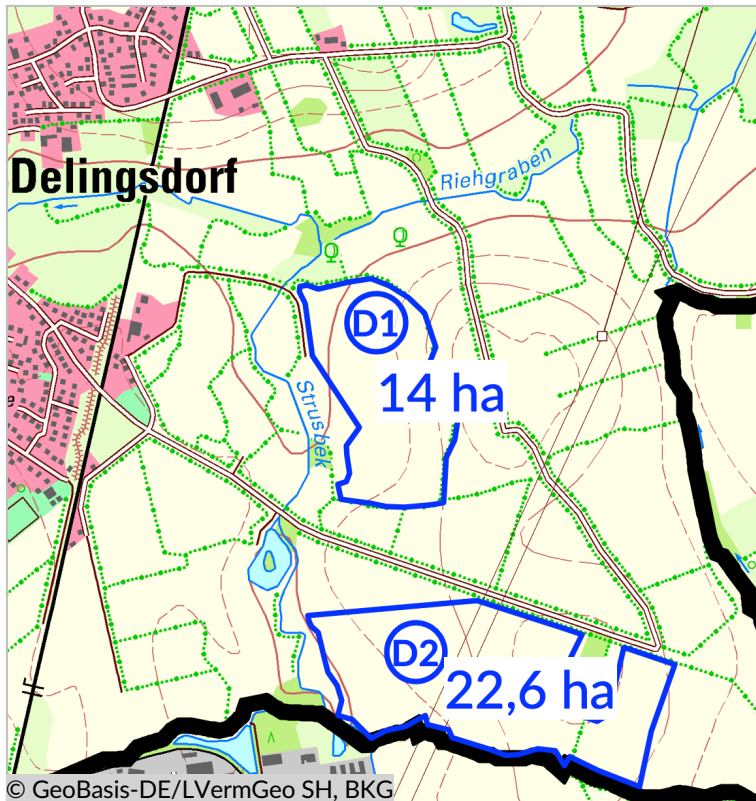 Delingsdorf
Riehgraben
D1
14 ha
Strusbek
D2
22,6 ha
© GeoBasis-DE/LVermGeo SH, BKG